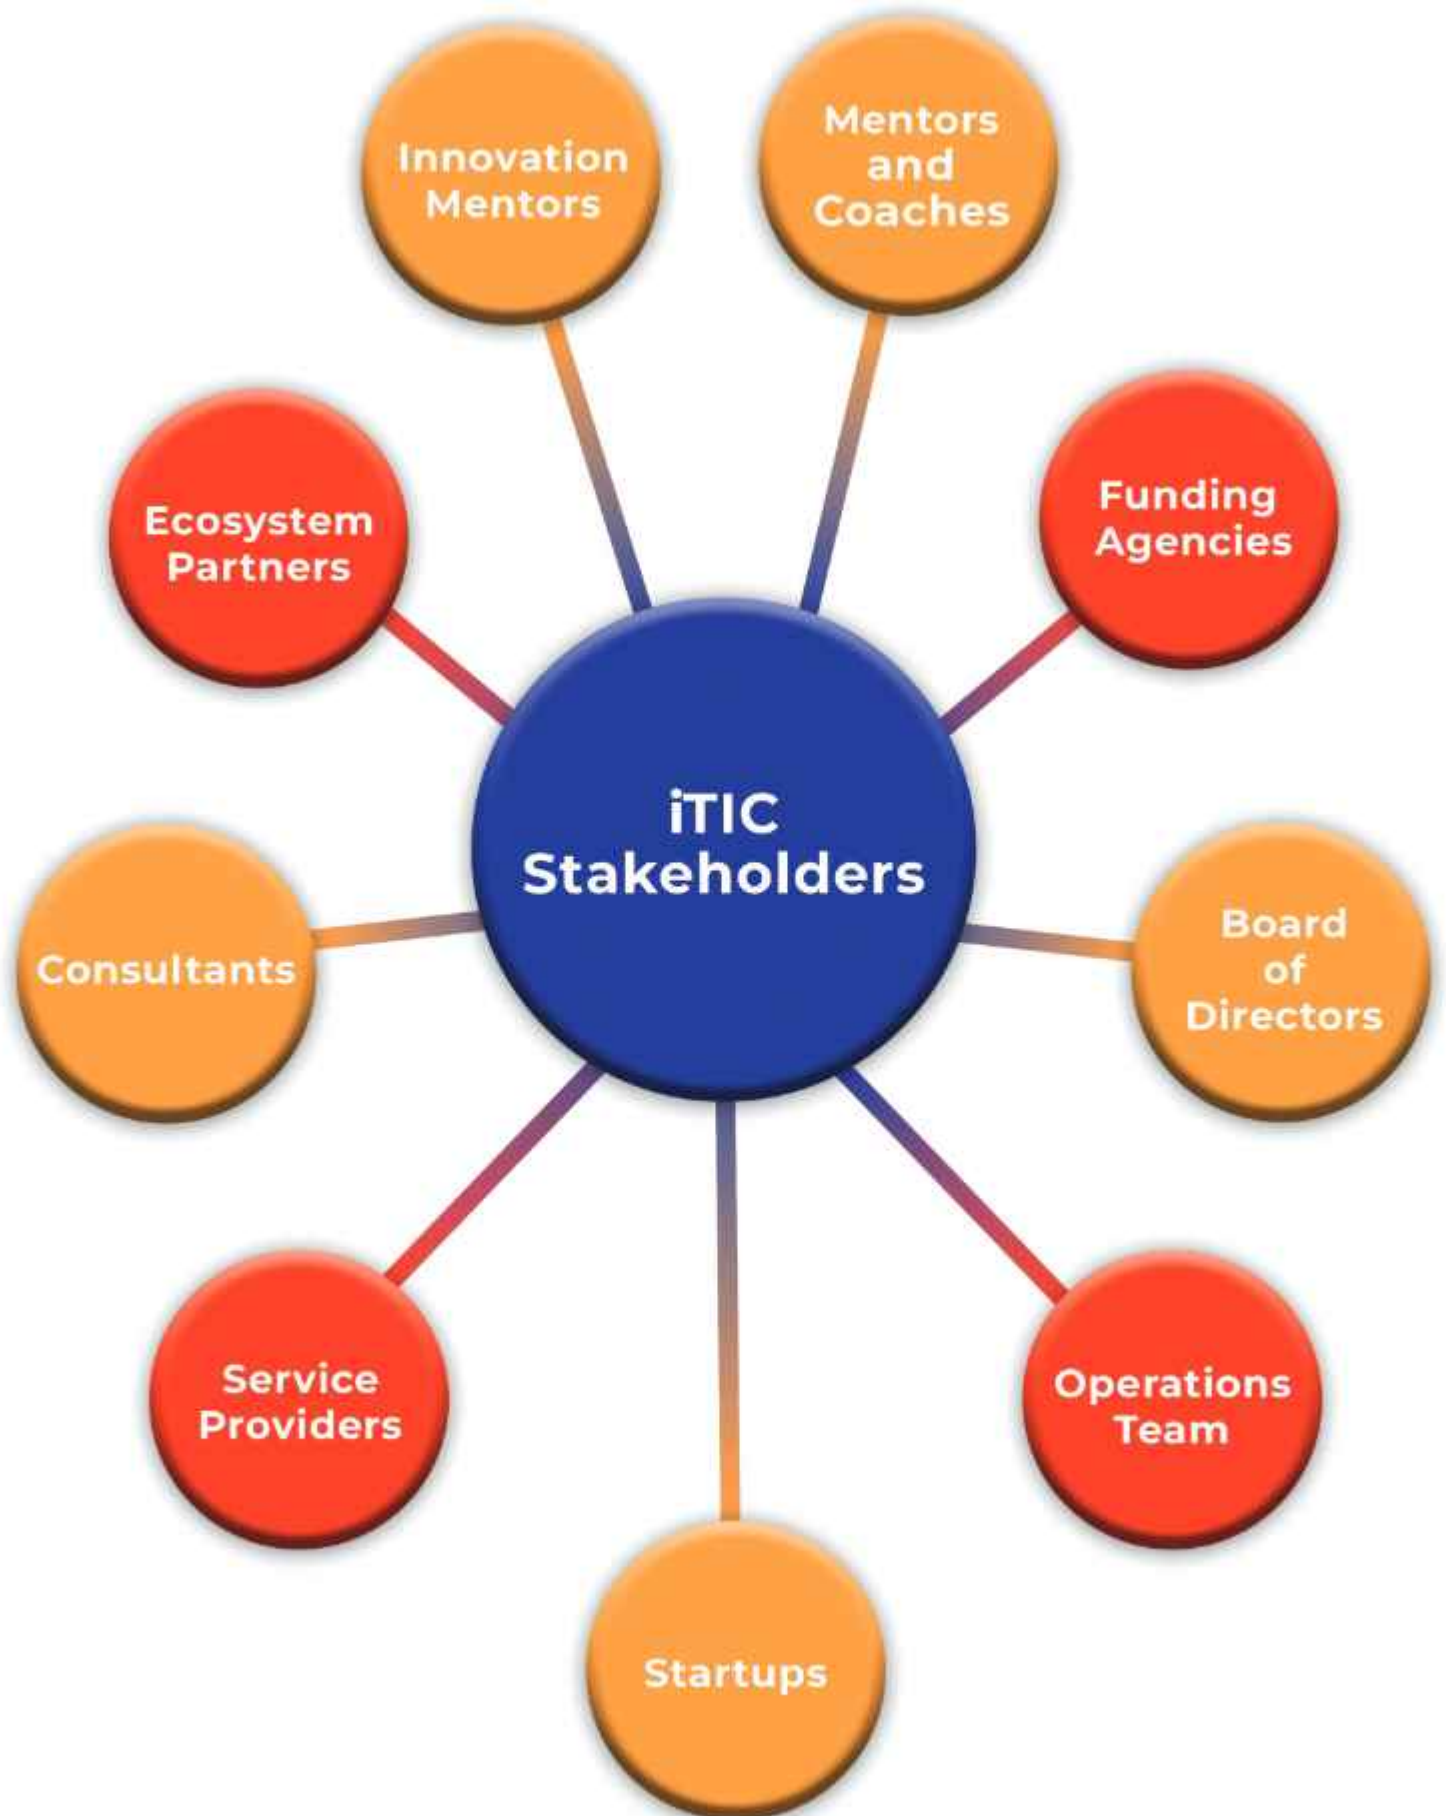 Innovation
Mentors
Mentors
and
Coaches
Ecosystem
Partners
Funding
Agencies
iTIC
Stakeholders
Consultants
Board
of
Directors
Service
Providers
Operations
Team
Startups